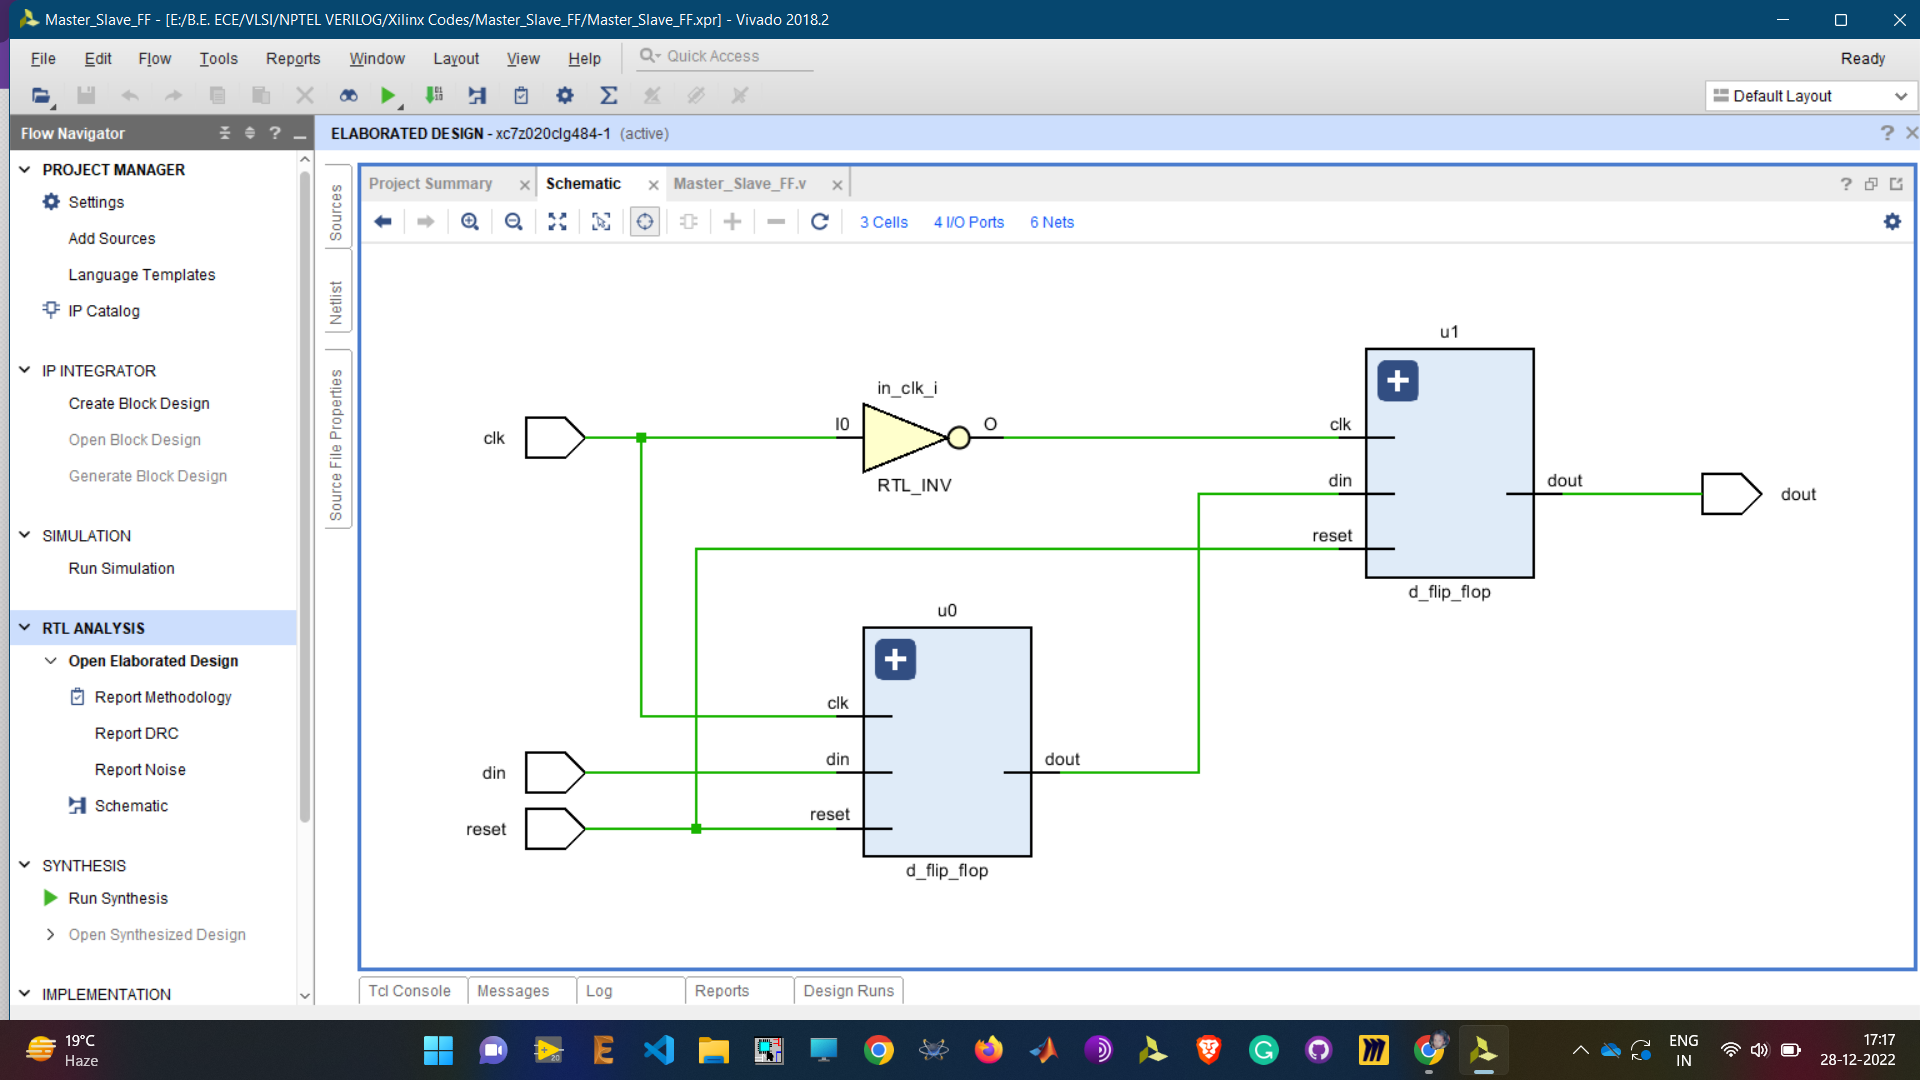 Master_Slave_FF - [E:/B.E. ECE/VLSI/NPTEL VERILOG/Xilinx Codes/Master_Slave_FF/Master_Slave_FF.xpr] - Vivado 2018.2
File Edit Flow Tools Reports Window Layout View Help Quick Access Ready
Default Layout
Flow Navigator
ELABORATED DESIGN - xc7z020clg484-1 (active)
PROJECT MANAGER
Settings
Add Sources
Language Templates
IP Catalog
IP INTEGRATOR
Create Block Design
Open Block Design
Generate Block Design
SIMULATION
Run Simulation
RTL ANALYSIS
Open Elaborated Design
Report Methodology
Report DRC
Report Noise
Schematic
SYNTHESIS
Run Synthesis
Open Synthesized Design
IMPLEMENTATION
Sources
Netlist
Source File Properties
Project Summary Schematic Master_Slave_FF.v
3 Cells 4 I/O Ports 6 Nets
u1
in_clk_i
clk I0 O clk
RTL_INV
din dout dout
reset
d_flip_flop
u0
clk
din din dout
reset reset
d_flip_flop
Tcl Console Messages Log Reports Design Runs
19°C
Haze
ENG
IN
17:17
28-12-2022